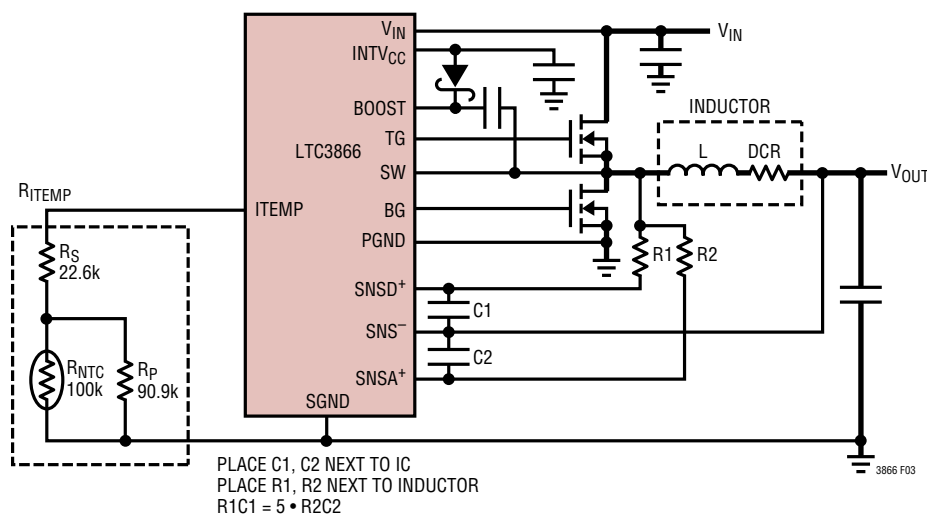 VIN
INTVCC
BOOST
TG
LTC3866
SW
ITEMP
BG
PGND
SNSD+
SNS–
SNSA+
SGND
VIN
INDUCTOR
L DCR
VOUT
R1 R2
C1
C2
RITEMP
RS
22.6k
RNTC
100k
RP
90.9k
PLACE C1, C2 NEXT TO IC
PLACE R1, R2 NEXT TO INDUCTOR
R1C1 = 5 • R2C2
3866 F03